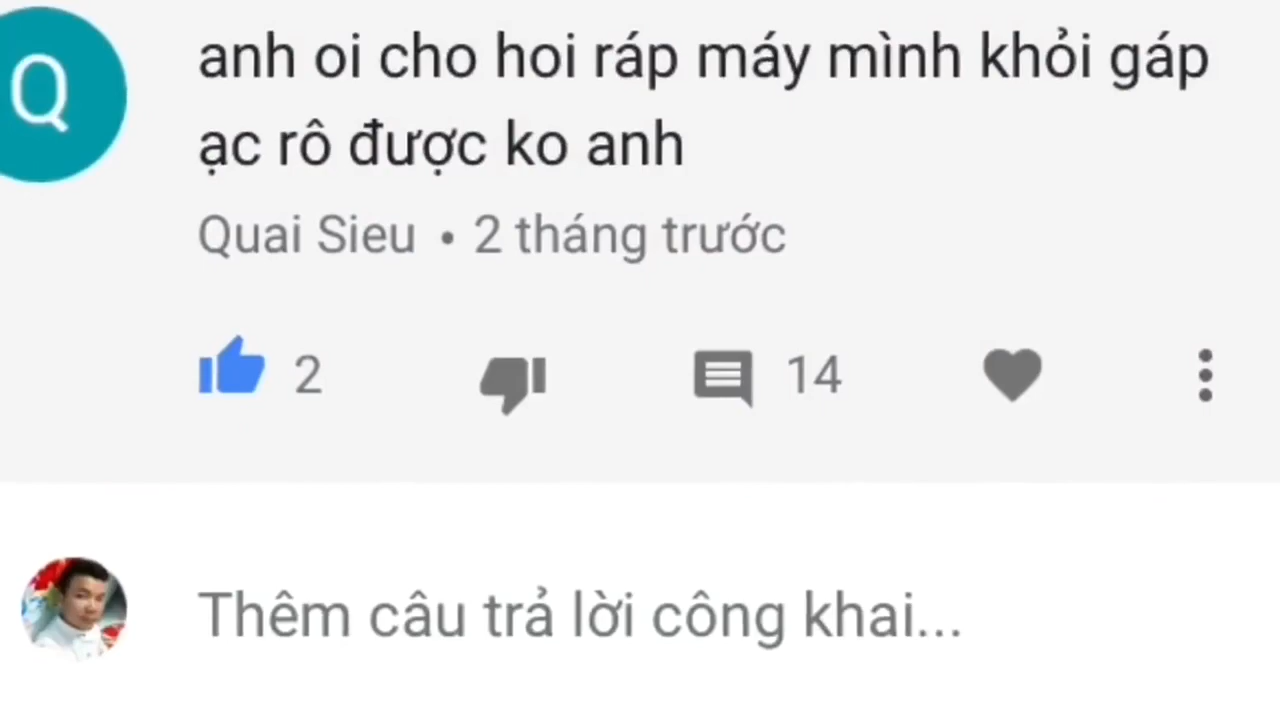 Q
anh oi cho hoi ráp máy mình khỏi gáp
ạc rô được ko anh
Quai Sieu • 2 tháng trước
2
14
Thêm câu trả lời công khai...